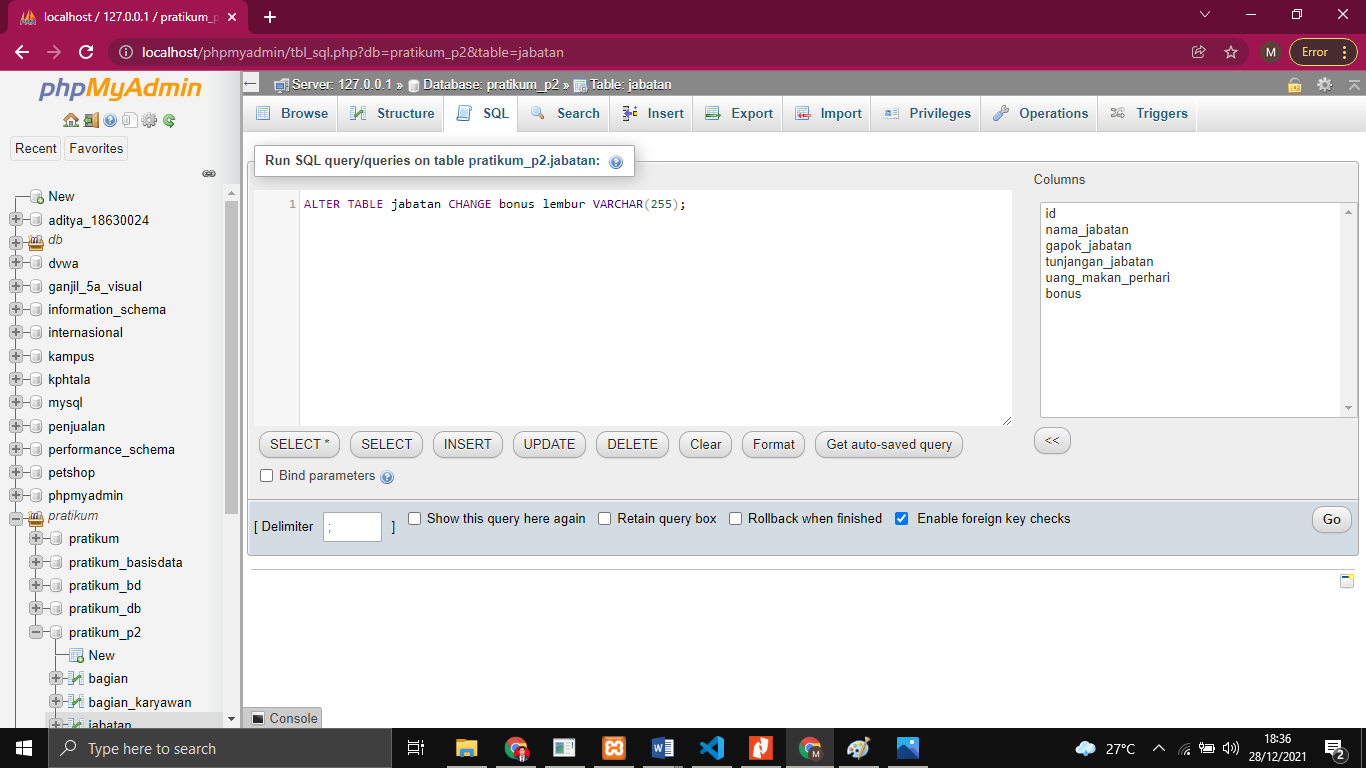 localhost / 127.0.0.1 / pratikum_p
localhost/phpmyadmin/tbl_sql.php?db=pratikum_p2&table=jabatan
M
Error
phpMyAdmin
Recent
Favorites
New
aditya_18630024
db
dvwa
ganjil_5a_visual
information_schema
internasional
kampus
kphtala
mysql
penjualan
performance_schema
petshop
phpmyadmin
pratikum
pratikum
pratikum_basisdata
pratikum_bd
pratikum_db
pratikum_p2
New
bagian
bagian_karyawan
jabatan
Server: 127.0.0.1 » Database: pratikum_p2 » Table: jabatan
Browse Structure SQL Search Insert Export Import Privileges Operations Triggers
Run SQL query/queries on table pratikum_p2.jabatan:
1 ALTER TABLE jabatan CHANGE bonus lembur VARCHAR(255);
Columns
id
nama_jabatan
gapok_jabatan
tunjangan_jabatan
uang_makan_perhari
bonus
<<
SELECT * SELECT INSERT UPDATE DELETE Clear Format Get auto-saved query
Bind parameters
[ Delimiter ; ] Show this query here again Retain query box Rollback when finished Enable foreign key checks Go
Console
Type here to search
27°C
18:36
28/12/2021
2